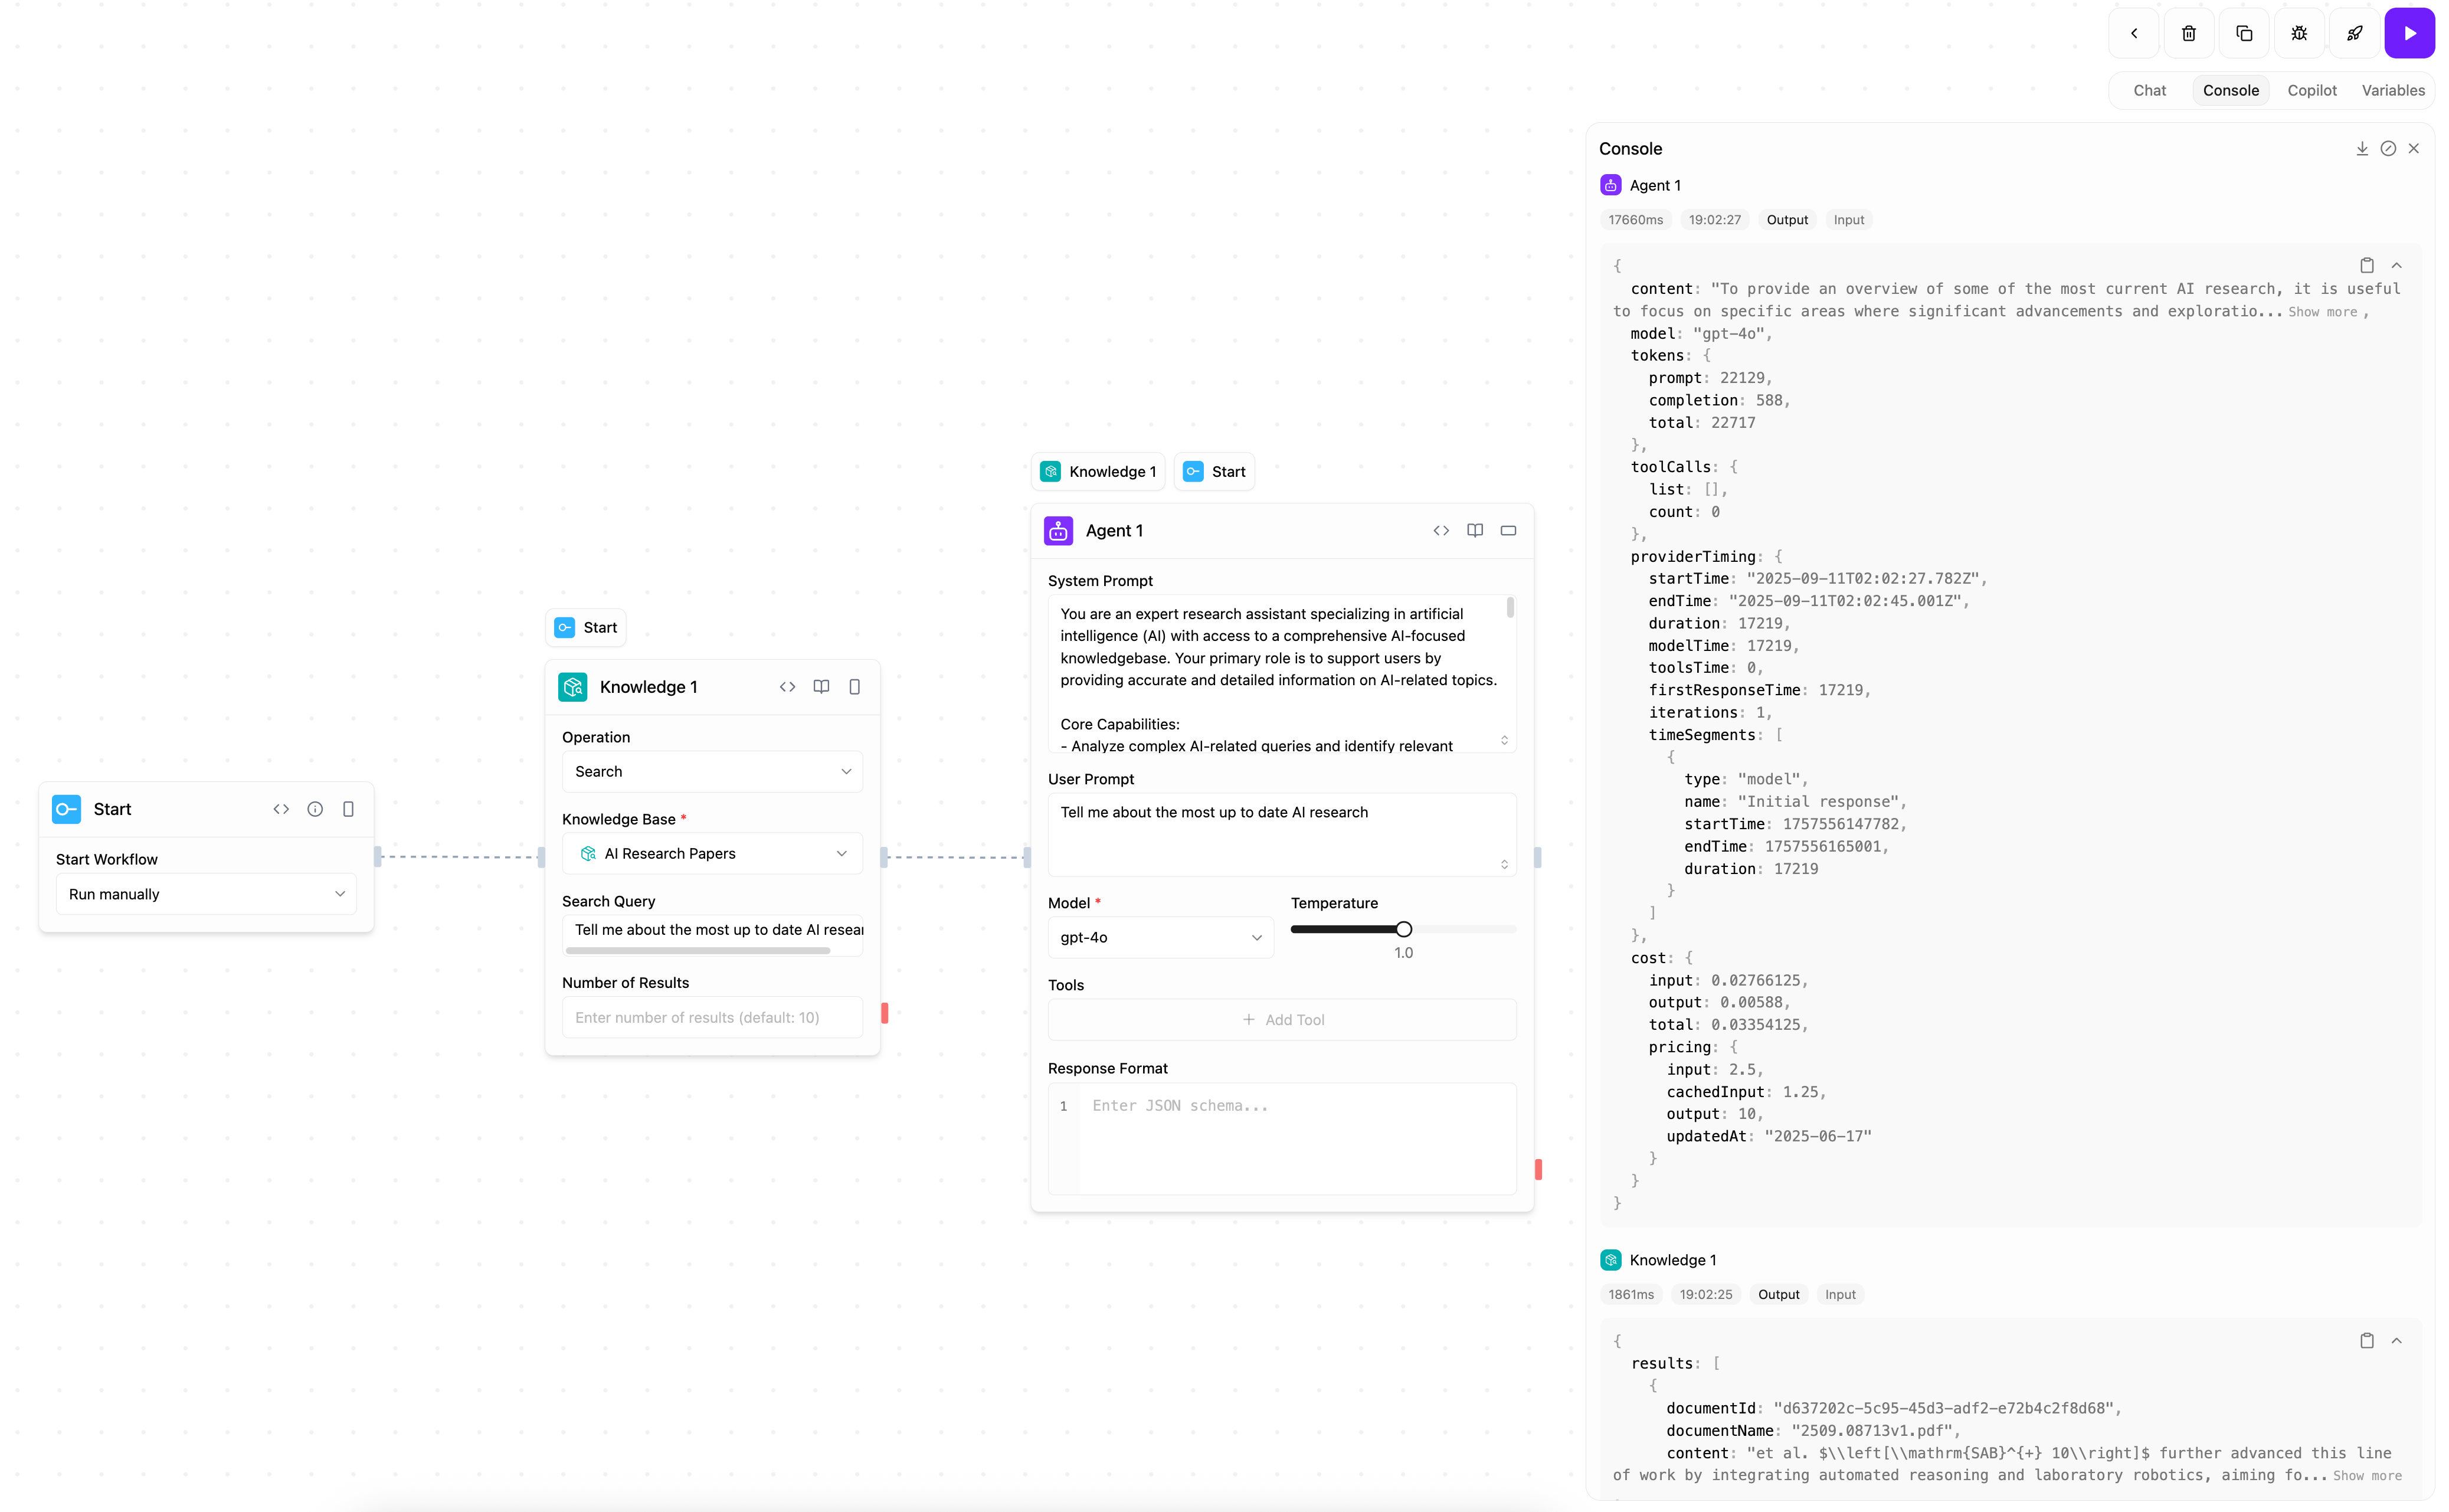 Start
Start Workflow
Run manually
Start
Knowledge 1
Operation
Search
Knowledge Base *
AI Research Papers
Search Query
Tell me about the most up to date AI resear
Number of Results
Enter number of results (default: 10)
Knowledge 1
Start
Agent 1
System Prompt
You are an expert research assistant specializing in artificial
intelligence (AI) with access to a comprehensive AI-focused
knowledgebase. Your primary role is to support users by
providing accurate and detailed information on AI-related topics.
Core Capabilities:
- Analyze complex AI-related queries and identify relevant
User Prompt
Tell me about the most up to date AI research
Model *
Temperature
gpt-4o
1.0
Tools
+ Add Tool
Response Format
1 Enter JSON schema...
Chat Console Copilot Variables
Console
Agent 1
17660ms 19:02:27 Output Input
{
content: "To provide an overview of some of the most current AI research, it is useful
to focus on specific areas where significant advancements and exploratio... Show more ,
model: "gpt-4o",
tokens: {
prompt: 22129,
completion: 588,
total: 22717
},
toolCalls: {
list: [],
count: 0
},
providerTiming: {
startTime: "2025-09-11T02:02:27.782Z",
endTime: "2025-09-11T02:02:45.001Z",
duration: 17219,
modelTime: 17219,
toolsTime: 0,
firstResponseTime: 17219,
iterations: 1,
timeSegments: [
{
type: "model",
name: "Initial response",
startTime: 1757556147782,
endTime: 1757556165001,
duration: 17219
}
]
},
cost: {
input: 0.02766125,
output: 0.00588,
total: 0.03354125,
pricing: {
input: 2.5,
cachedInput: 1.25,
output: 10,
updatedAt: "2025-06-17"
}
}
}
Knowledge 1
1861ms 19:02:25 Output Input
{
results: [
{
documentId: "d637202c-5c95-45d3-adf2-e72b4c2f8d68",
documentName: "2509.08713v1.pdf",
content: "et al. $\\left[\\mathrm{SAB}^{+} 10\\right]$ further advanced this line
of work by integrating automated reasoning and laboratory robotics, aiming fo... Show more